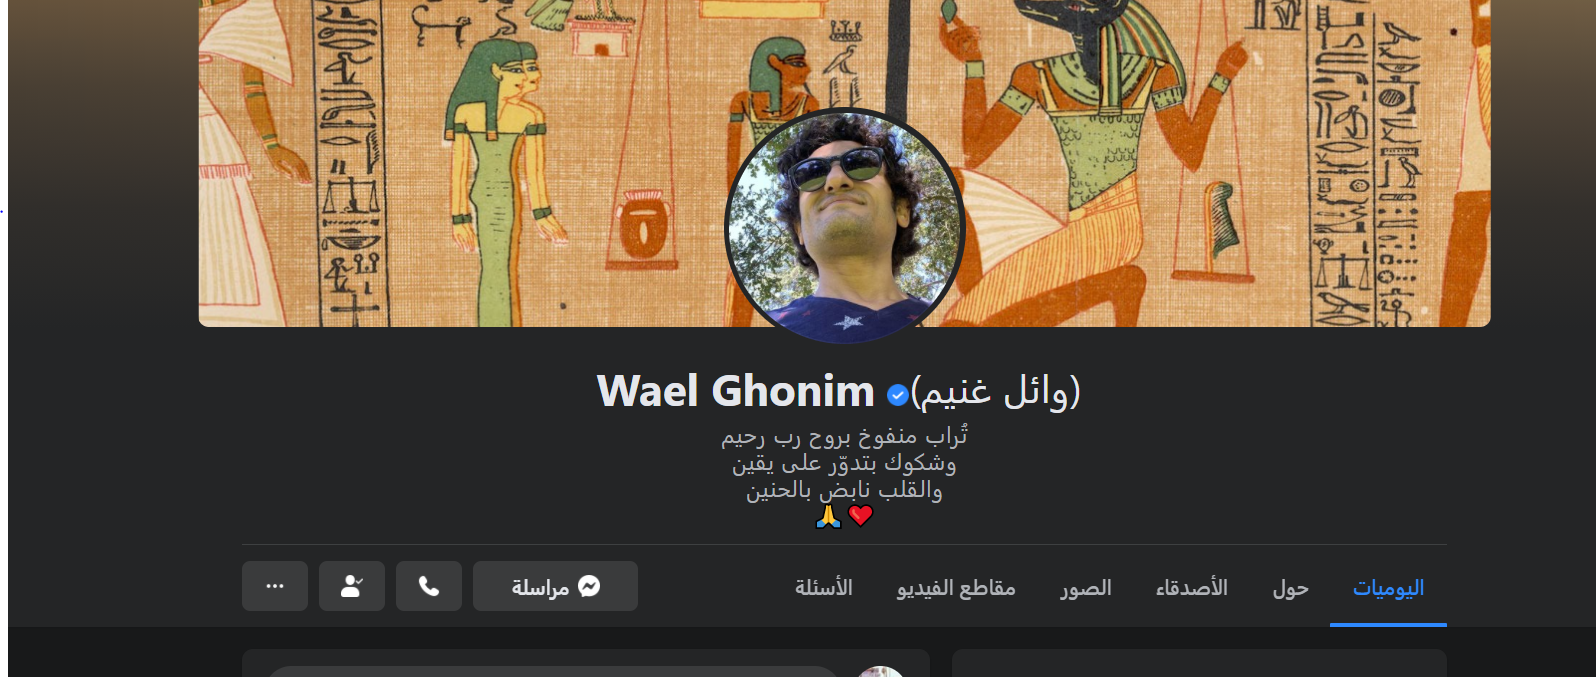 Wael Ghonim (وائل غنيم)
تُراب منفوخ بروح رب رحيم
وشكوك بتدوّر على يقين
والقلب نابض بالحنين
❤️🙏
اليوميات
حول
الأصدقاء
الصور
مقاطع الفيديو
الأسئلة
مراسلة